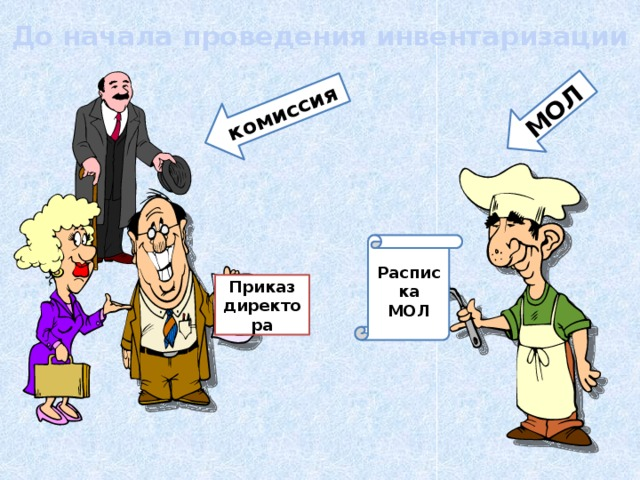 До начала проведения инвентаризации
комиссия
МОЛ
Приказ
директо
ра
Распис
ка
МОЛ